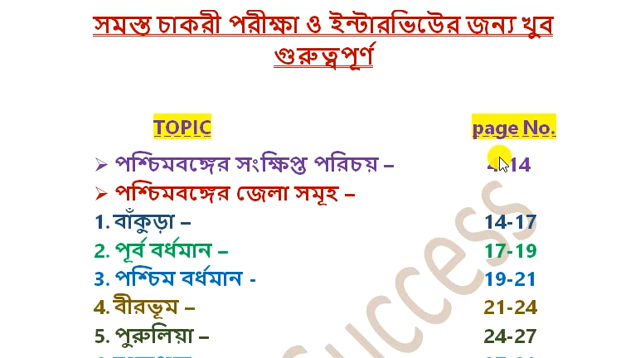 সমস্ত চাকরী পরীক্ষা ও ইন্টারভিউের জন্য খুব
গুরুত্বপূর্ণ
TOPIC page No.
➢ পশ্চিমবঙ্গের সংক্ষিপ্ত পরিচয় – 14
➢ পশ্চিমবঙ্গের জেলা সমূহ –
1. বাঁকুড়া – 14-17
2. পূর্ব বর্ধমান – 17-19
3. পশ্চিম বর্ধমান - 19-21
4. বীরভূম – 21-24
5. পুরুলিয়া – 24-27
Success